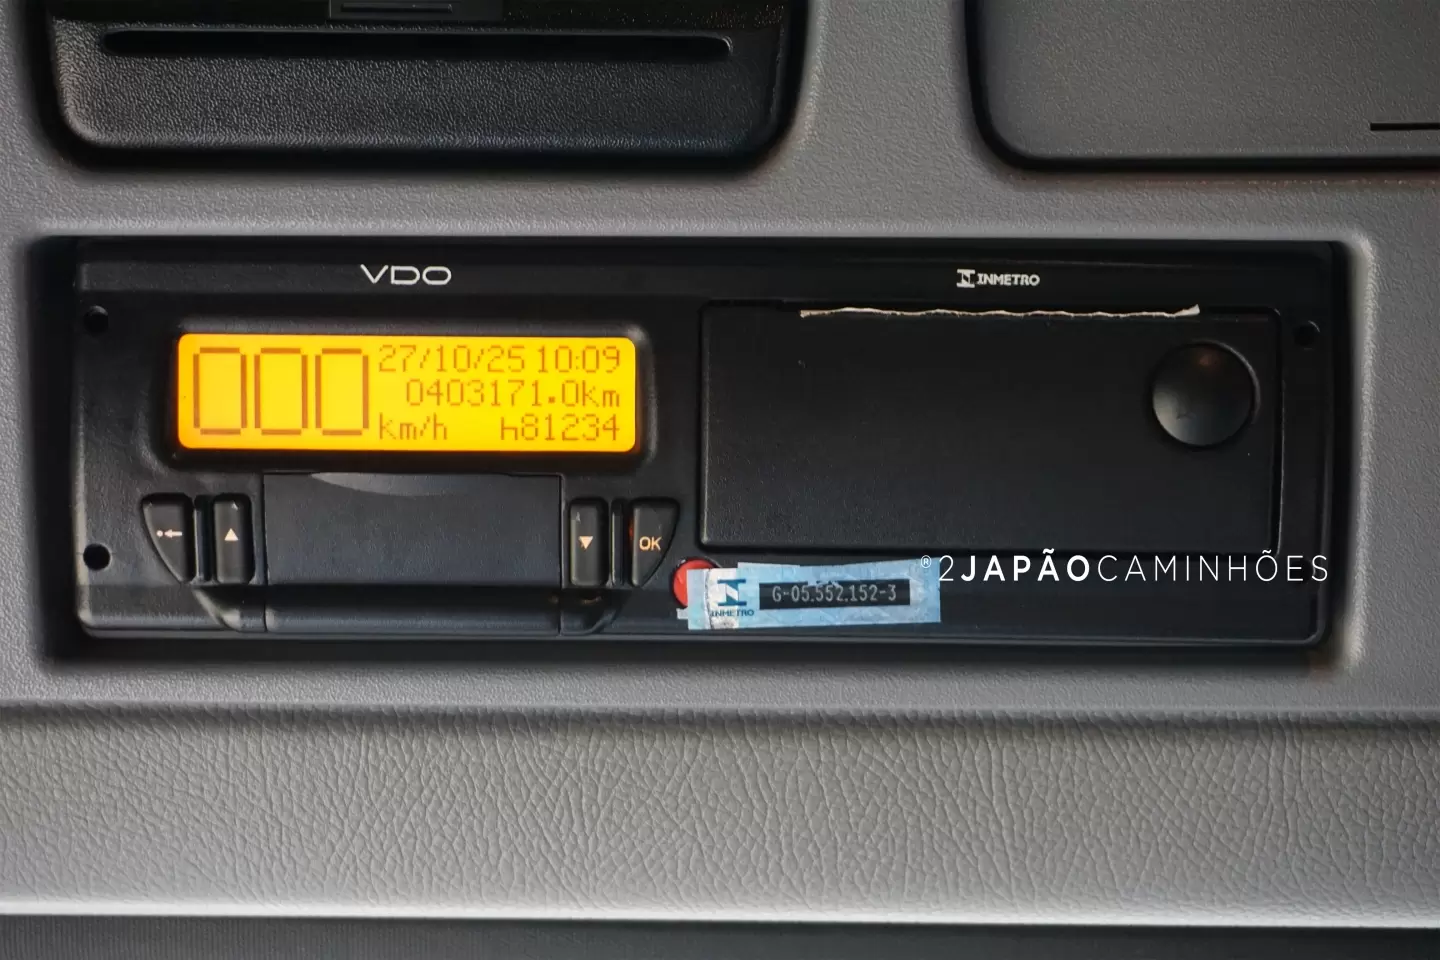 VDO
INMETRO
000
27/10/25 10:09
0403171.0km
km/h h81234
OK
INMETRO
G-05.552.152-3
®2JAPÃOCAMINHÕES